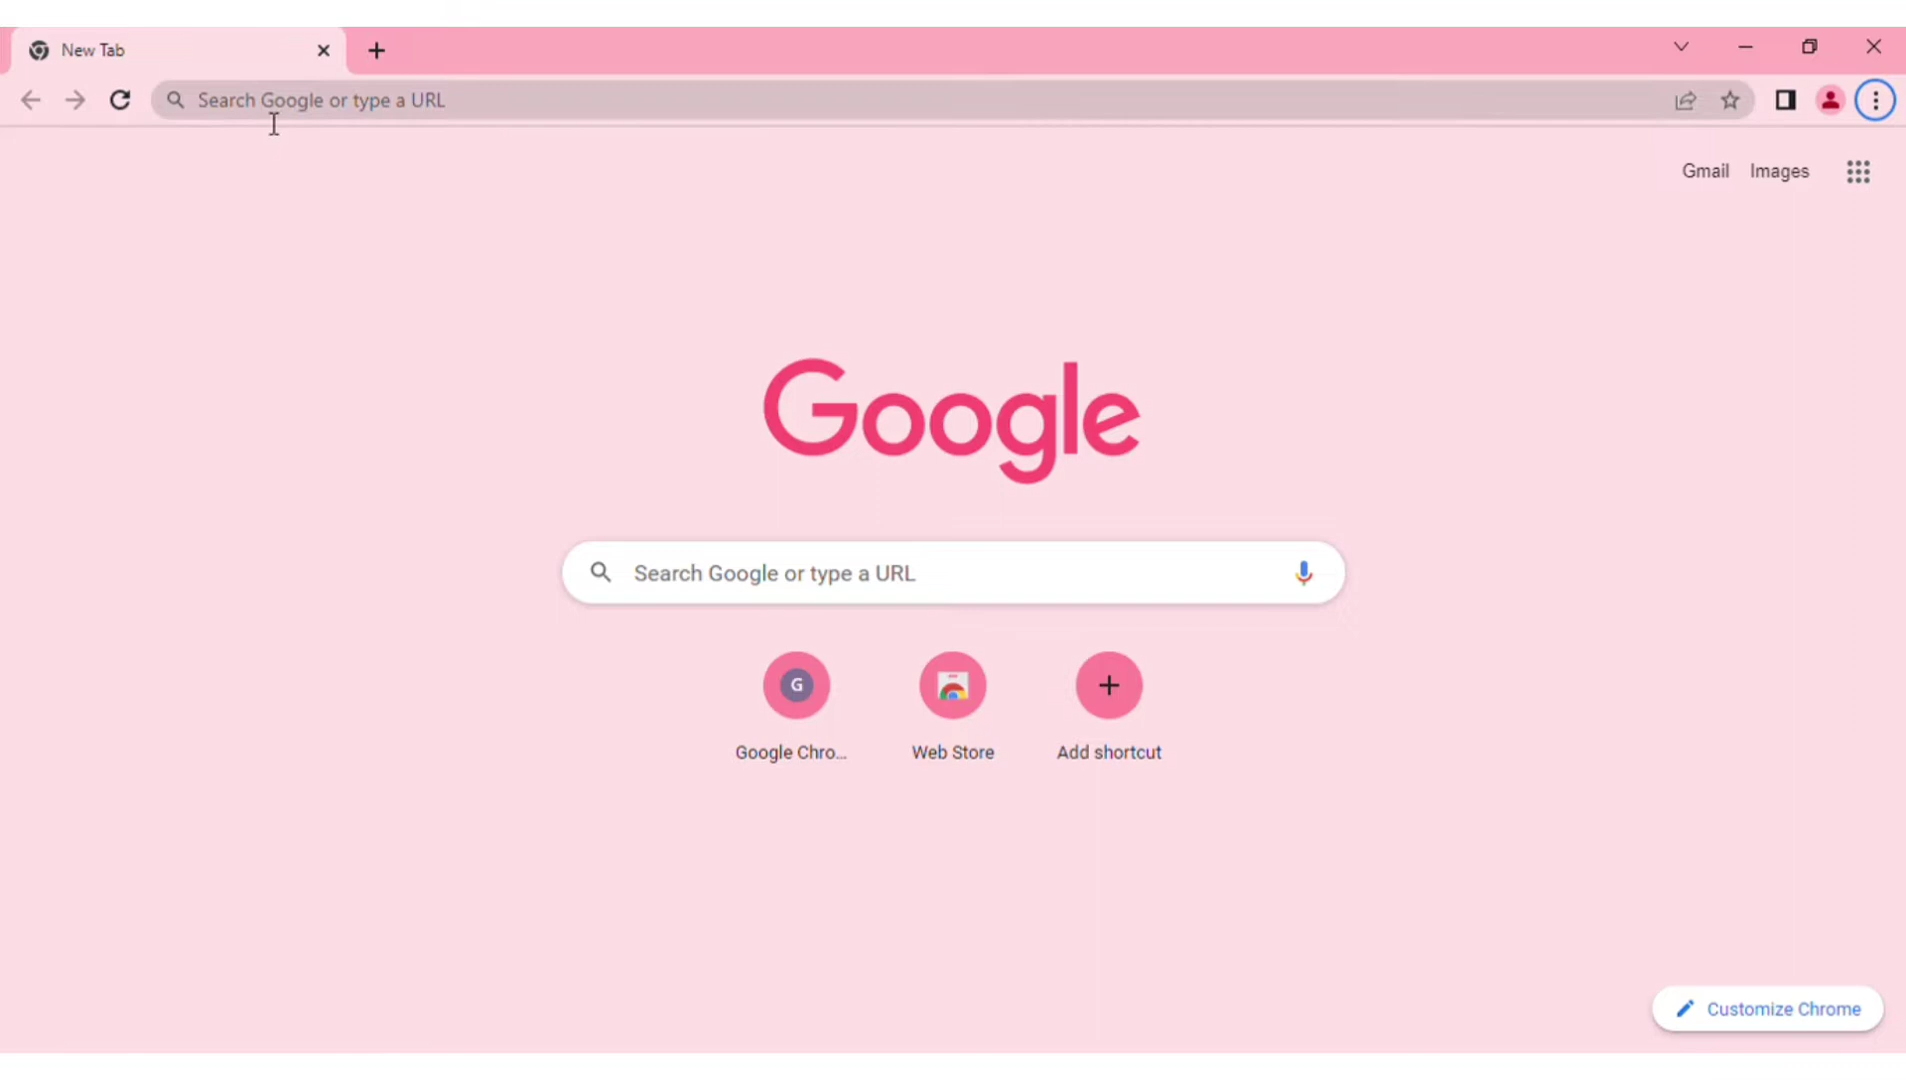 New Tab
Search Google or type a URL
Gmail Images
Google
Search Google or type a URL
G
Google Chro...
Web Store
Add shortcut
Customize Chrome